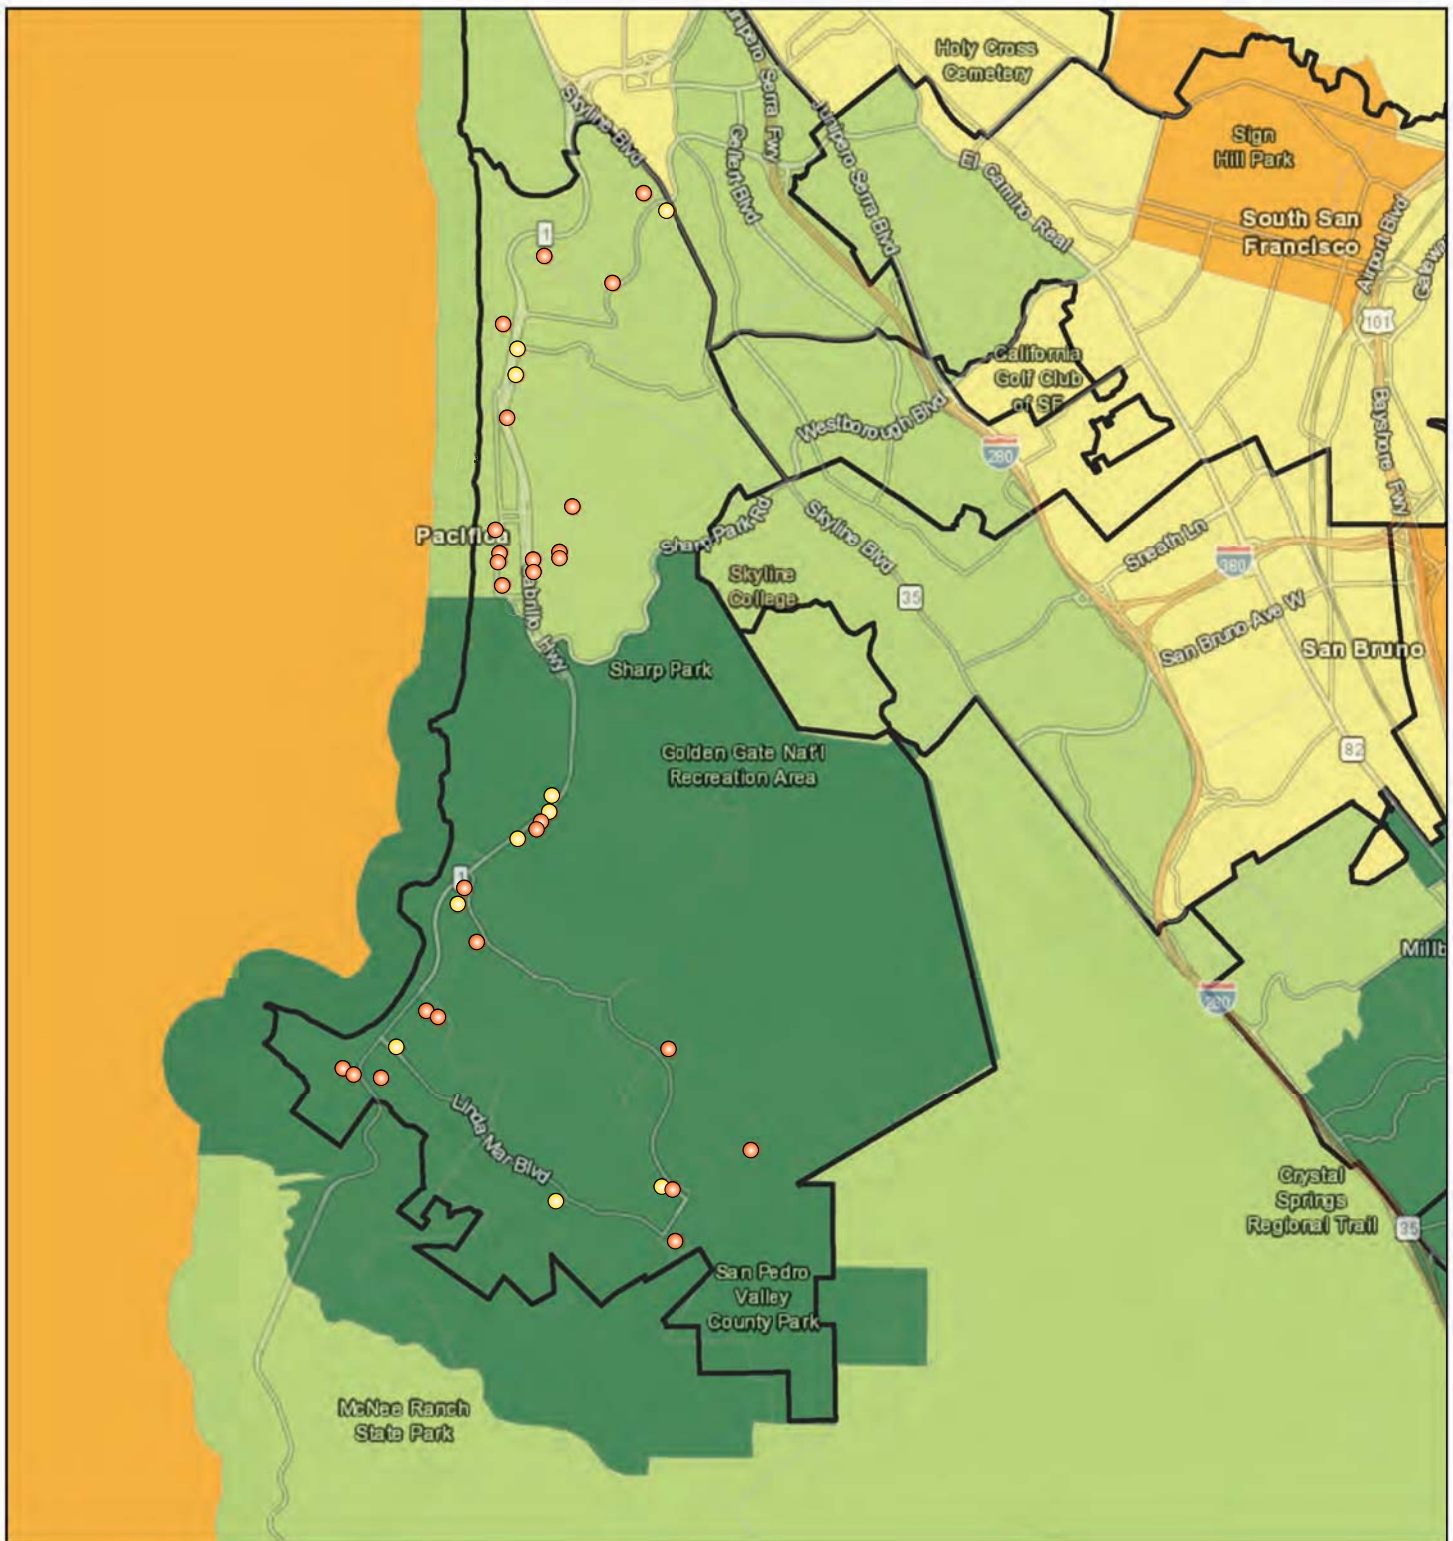 Holy Cross
Cemetery
Junipero Serra Fwy
Skyline Blvd
Gellert Blvd
Junipero Serra Blvd
El Camino Real
Sign
Hill Park
South San
Francisco
Airport Blvd
1
101
California
Golf Club
of SF
Westborough Blvd
280
Bayshore Fwy
Pacifica
Sharp Park Rd
Skyline Blvd
Sneath Ln
380
Skyline
College
35
Cabrillo Hwy
San Bruno Ave W
San Bruno
Sharp Park
Golden Gate Nat'l
Recreation Area
82
1
Millb
280
Linda Mar Blvd
Crystal
Springs
Regional Trail
35
San Pedro
Valley
County Park
McNee Ranch
State Park